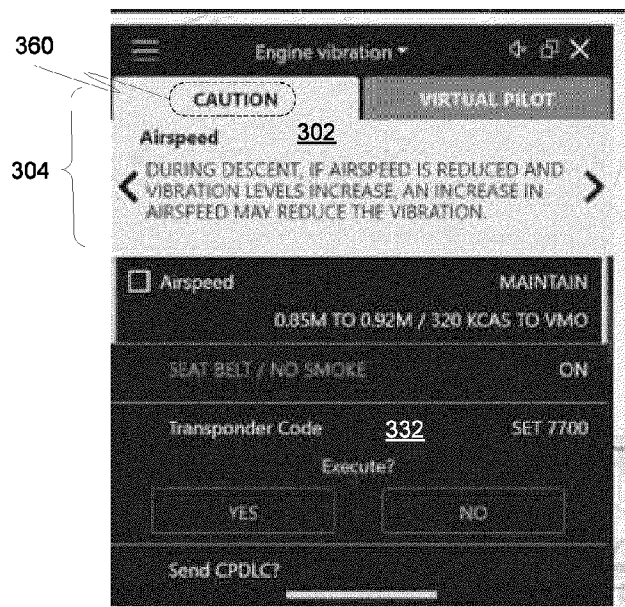 360
304
Engine vibration
CAUTION
VIRTUAL PILOT
Airspeed 302
DURING DESCENT, IF AIRSPEED IS REDUCED AND
VIBRATION LEVELS INCREASE, AN INCREASE IN
AIRSPEED MAY REDUCE THE VIBRATION.
Airspeed MAINTAIN
0.85M TO 0.92M / 320 KCAS TO VMO
SEAT BELT / NO SMOKE ON
Transponder Code 332 SET 7700
Execute?
YES NO
Send CPDLC?